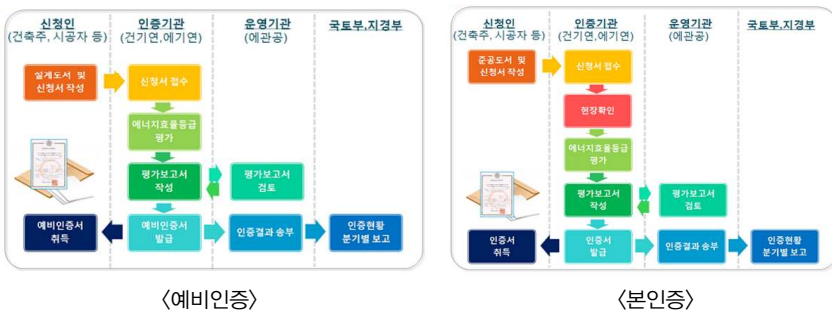 신청인
(건축주, 시공자 등)
인증기관
(건기연,에기연)
운영기관
(에관공)
국토부,지경부
설계도서 및
신청서 작성
신청서 접수
에너지효율등급
평가
평가보고서
작성
평가보고서
검토
예비인증서
취득
예비인증서
발급
인증결과 송부
인증현황
분기별 보고
〈예비인증〉
신청인
(건축주, 시공자 등)
인증기관
(건기연,에기연)
운영기관
(에관공)
국토부,지경부
준공도서 및
신청서 작성
신청서 접수
현장확인
에너지효율등급
평가
평가보고서
작성
평가보고서
검토
인증서
취득
인증서
발급
인증결과 송부
인증현황
분기별 보고
〈본인증〉